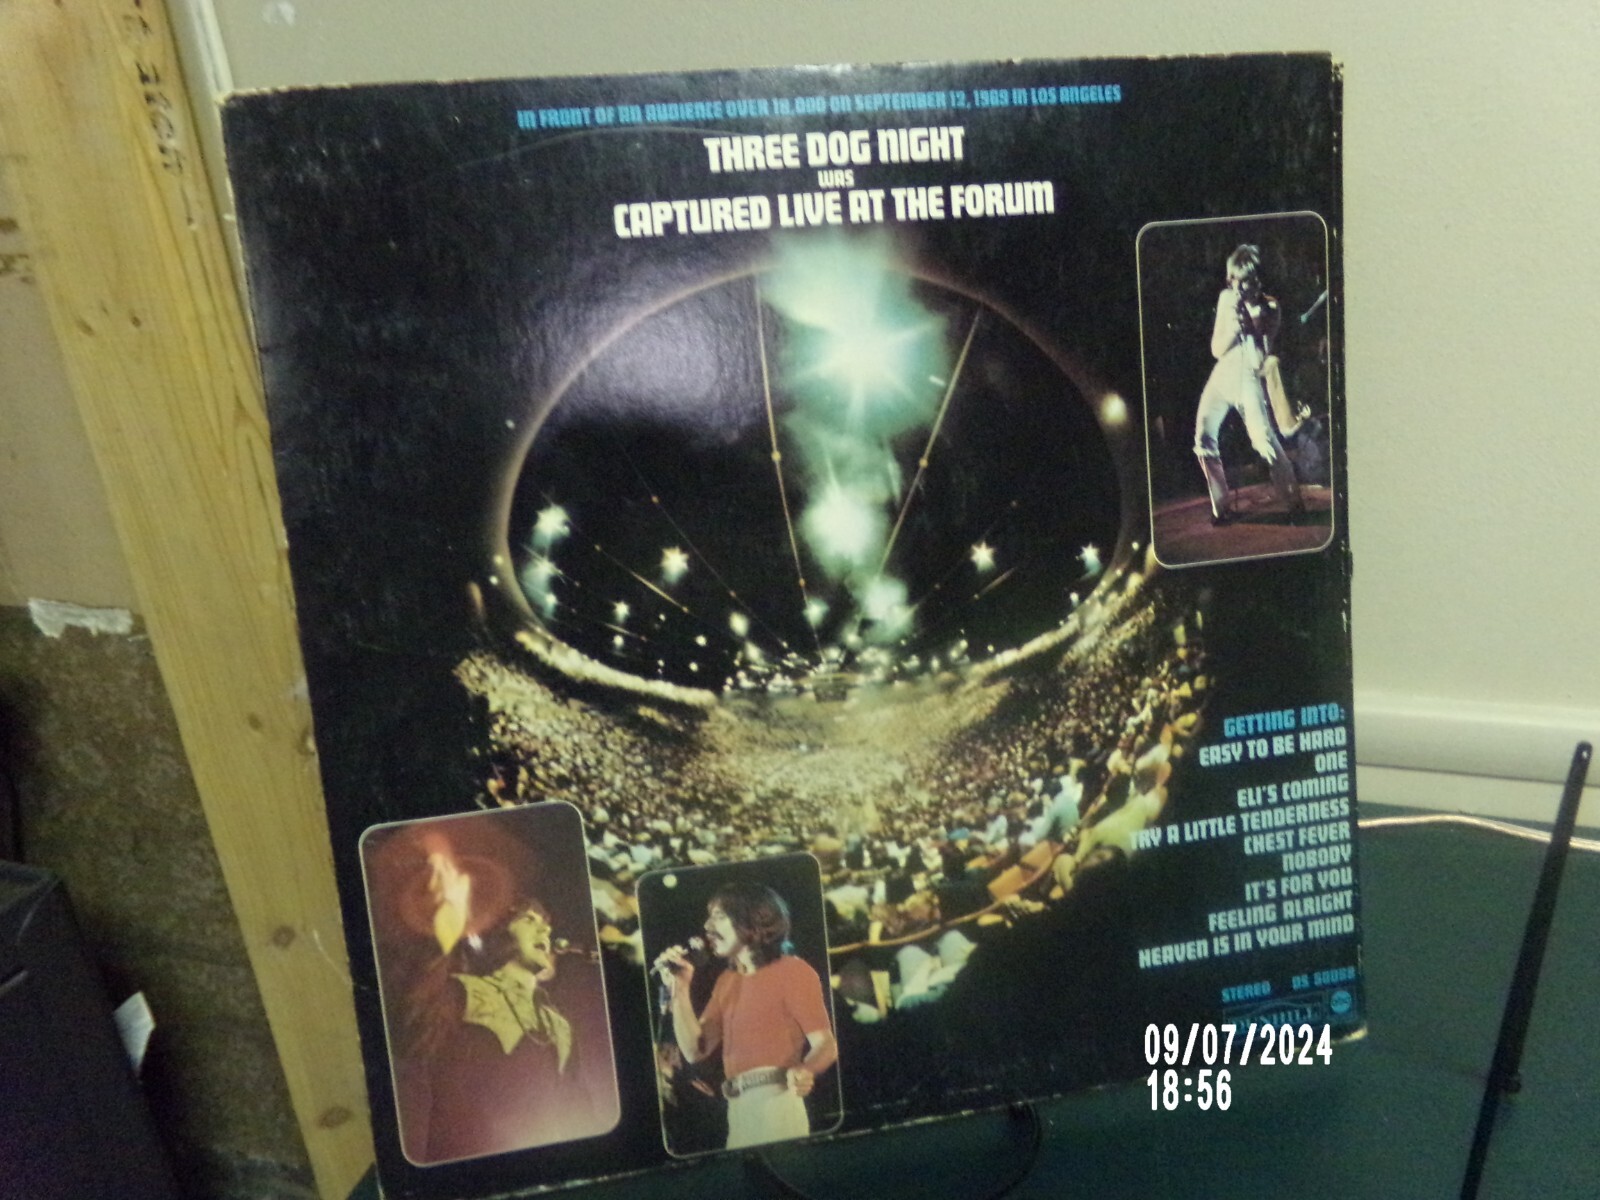 IN FRONT OF AN AUDIENCE OVER 18,000 ON SEPTEMBER 12, 1969 IN LOS ANGELES
THREE DOG NIGHT
WAS
CAPTURED LIVE AT THE FORUM
GETTING INTO:
EASY TO BE HARD
ONE
ELI'S COMING
TRY A LITTLE TENDERNESS
CHEST FEVER
NOBODY
IT'S FOR YOU
FEELING ALRIGHT
HEAVEN IS IN YOUR MIND
STEREO DS 50068
DUNHILL abc
09/07/2024
18:56